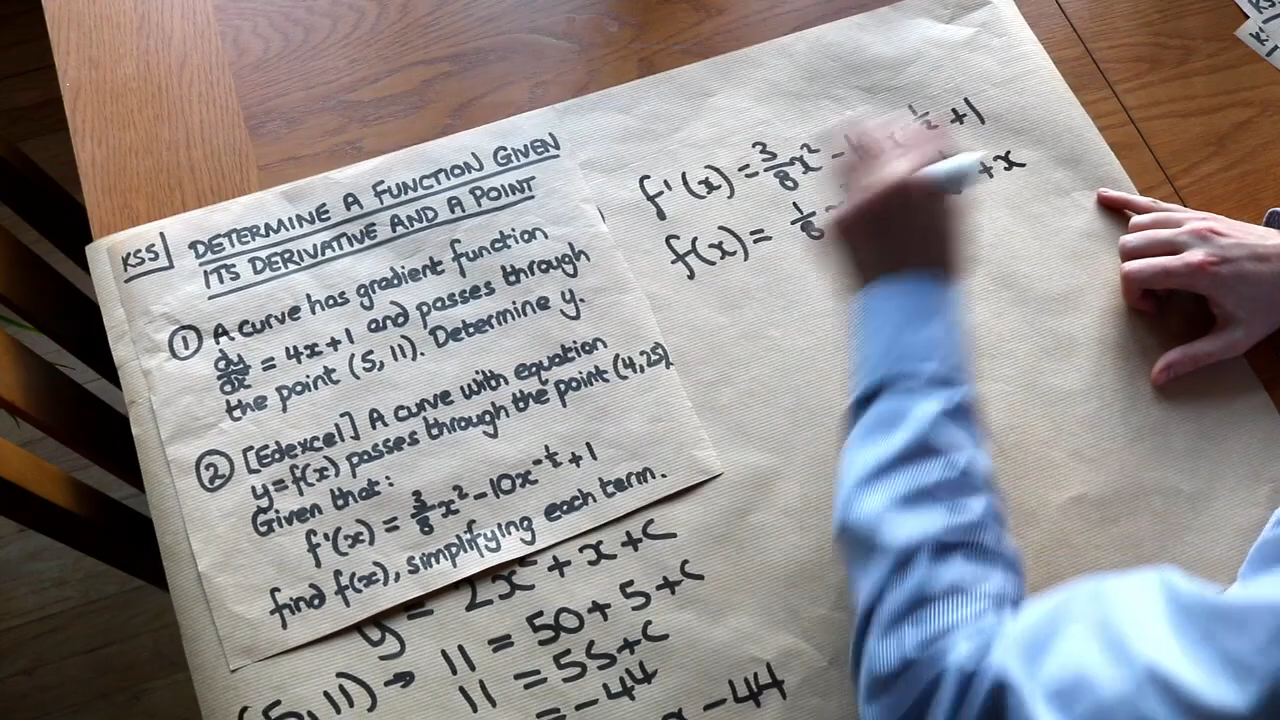 KS5
DETERMINE A FUNCTION GIVEN
ITS DERIVATIVE AND A POINT
① A curve has gradient function
dy/dx = 4x+1 and passes through
the point (5, 11). Determine y.
② [Edexcel] A curve with equation
y=f(x) passes through the point (4,25).
Given that:
f'(x) = 3/8 x² - 10x^-½ + 1
find f(x), simplifying each term.
y = 2x² + x + c
(5, 11) → 11 = 50 + 5 + c
11 = 55 + c
= -44
- 44
f'(x) = 3/8 x² - ½ + 1
f(x) = 1/8 + x